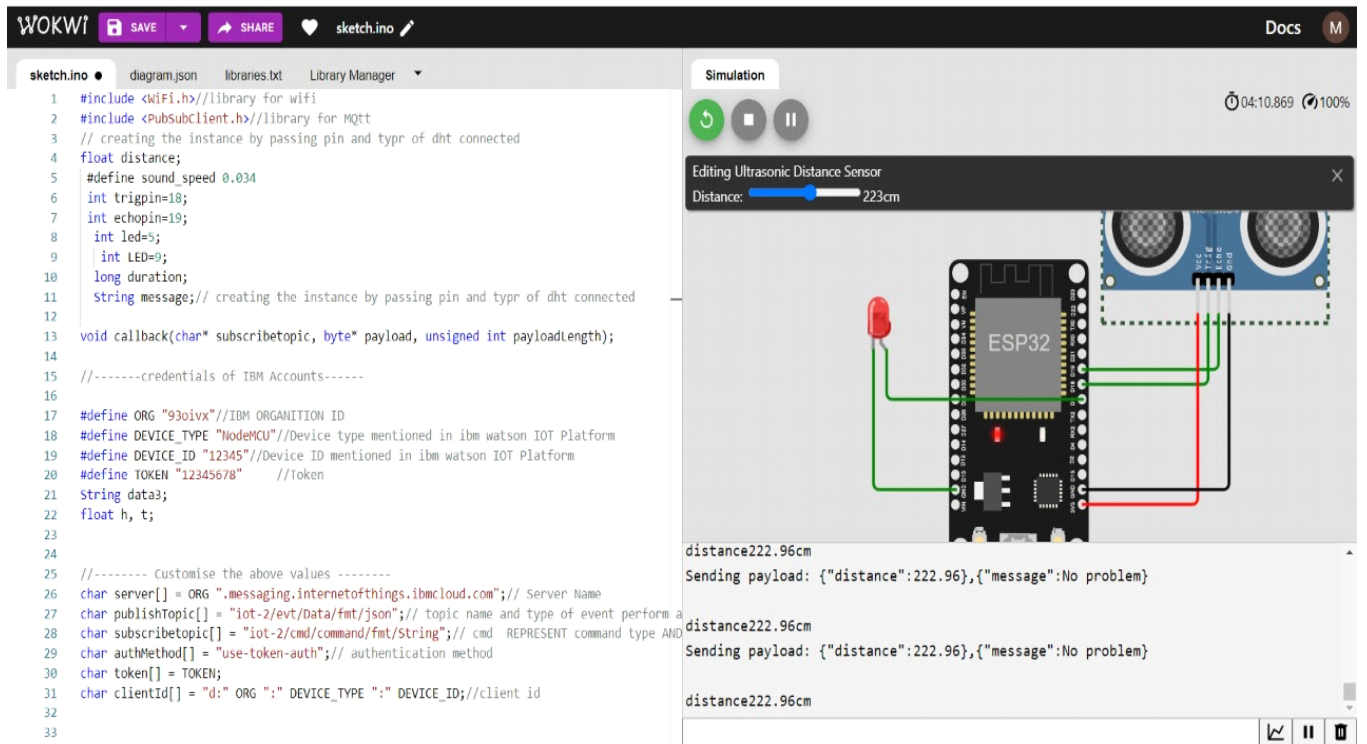 WOKWi SAVE SHARE sketch.ino Docs M
sketch.ino ● diagram.json libraries.txt Library Manager
1 #include <WiFi.h>//library for wifi
2 #include <PubSubClient.h>//library for MQtt
3 // creating the instance by passing pin and typr of dht connected
4 float distance;
5 #define sound_speed 0.034
6 int trigpin=18;
7 int echopin=19;
8 int led=5;
9 int LED=9;
10 long duration;
11 String message;// creating the instance by passing pin and typr of dht connected
12
13 void callback(char* subscribetopic, byte* payload, unsigned int payloadLength);
14
15 //-------credentials of IBM Accounts------
16
17 #define ORG "93oivx"//IBM ORGANITION ID
18 #define DEVICE_TYPE "NodeMCU"//Device type mentioned in ibm watson IOT Platform
19 #define DEVICE_ID "12345"//Device ID mentioned in ibm watson IOT Platform
20 #define TOKEN "12345678" //Token
21 String data3;
22 float h, t;
23
24
25 //-------- Customise the above values --------
26 char server[] = ORG ".messaging.internetofthings.ibmcloud.com";// Server Name
27 char publishTopic[] = "iot-2/evt/Data/fmt/json";// topic name and type of event perform a
28 char subscribetopic[] = "iot-2/cmd/command/fmt/String";// cmd REPRESENT command type AND
29 char authMethod[] = "use-token-auth";// authentication method
30 char token[] = TOKEN;
31 char clientId[] = "d:" ORG ":" DEVICE_TYPE ":" DEVICE_ID;//client id
32
33
Simulation
04:10.869 100%
Editing Ultrasonic Distance Sensor
Distance: 223cm
Vcc
Trig
Echo
Gnd
ESP32
distance222.96cm
Sending payload: {"distance":222.96},{"message":No problem}
distance222.96cm
Sending payload: {"distance":222.96},{"message":No problem}
distance222.96cm